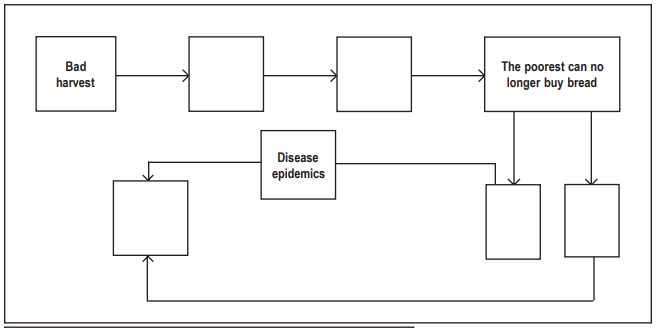 Bad
harvest
The poorest can no
longer buy bread
Disease
epidemics